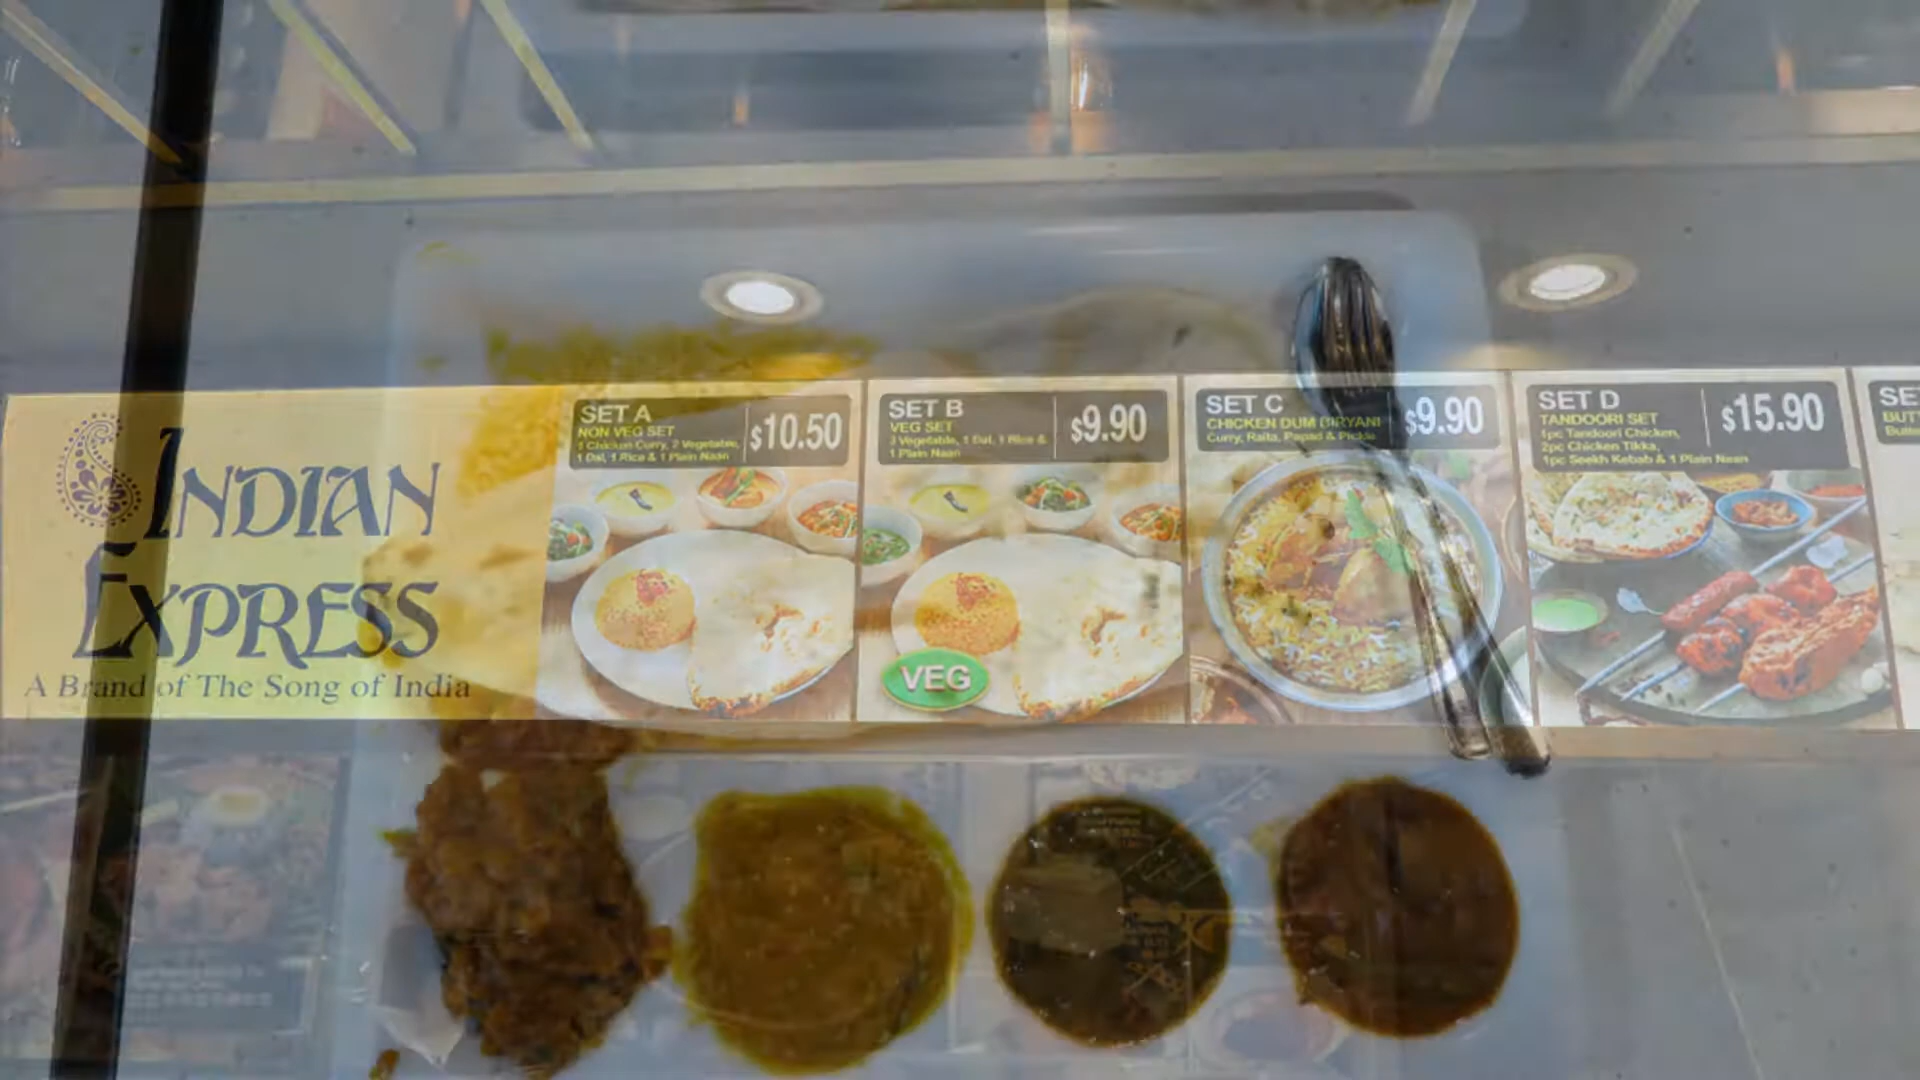 INDIAN
EXPRESS
A Brand of The Song of India
SET A
NON VEG SET
1 Chicken Curry, 2 Vegetable,
1 Dal, 1 Rice & 1 Plain Naan
$10.50
SET B
VEG SET
3 Vegetable, 1 Dal, 1 Rice &
1 Plain Naan
$9.90
VEG
SET C
CHICKEN DUM BIRYANI
Curry, Raita, Papad & Pickle
$9.90
SET D
TANDOORI SET
1pc Tandoori Chicken,
2pc Chicken Tikka,
1pc Seekh Kebab & 1 Plain Naan
$15.90
SE
BUT
Butte